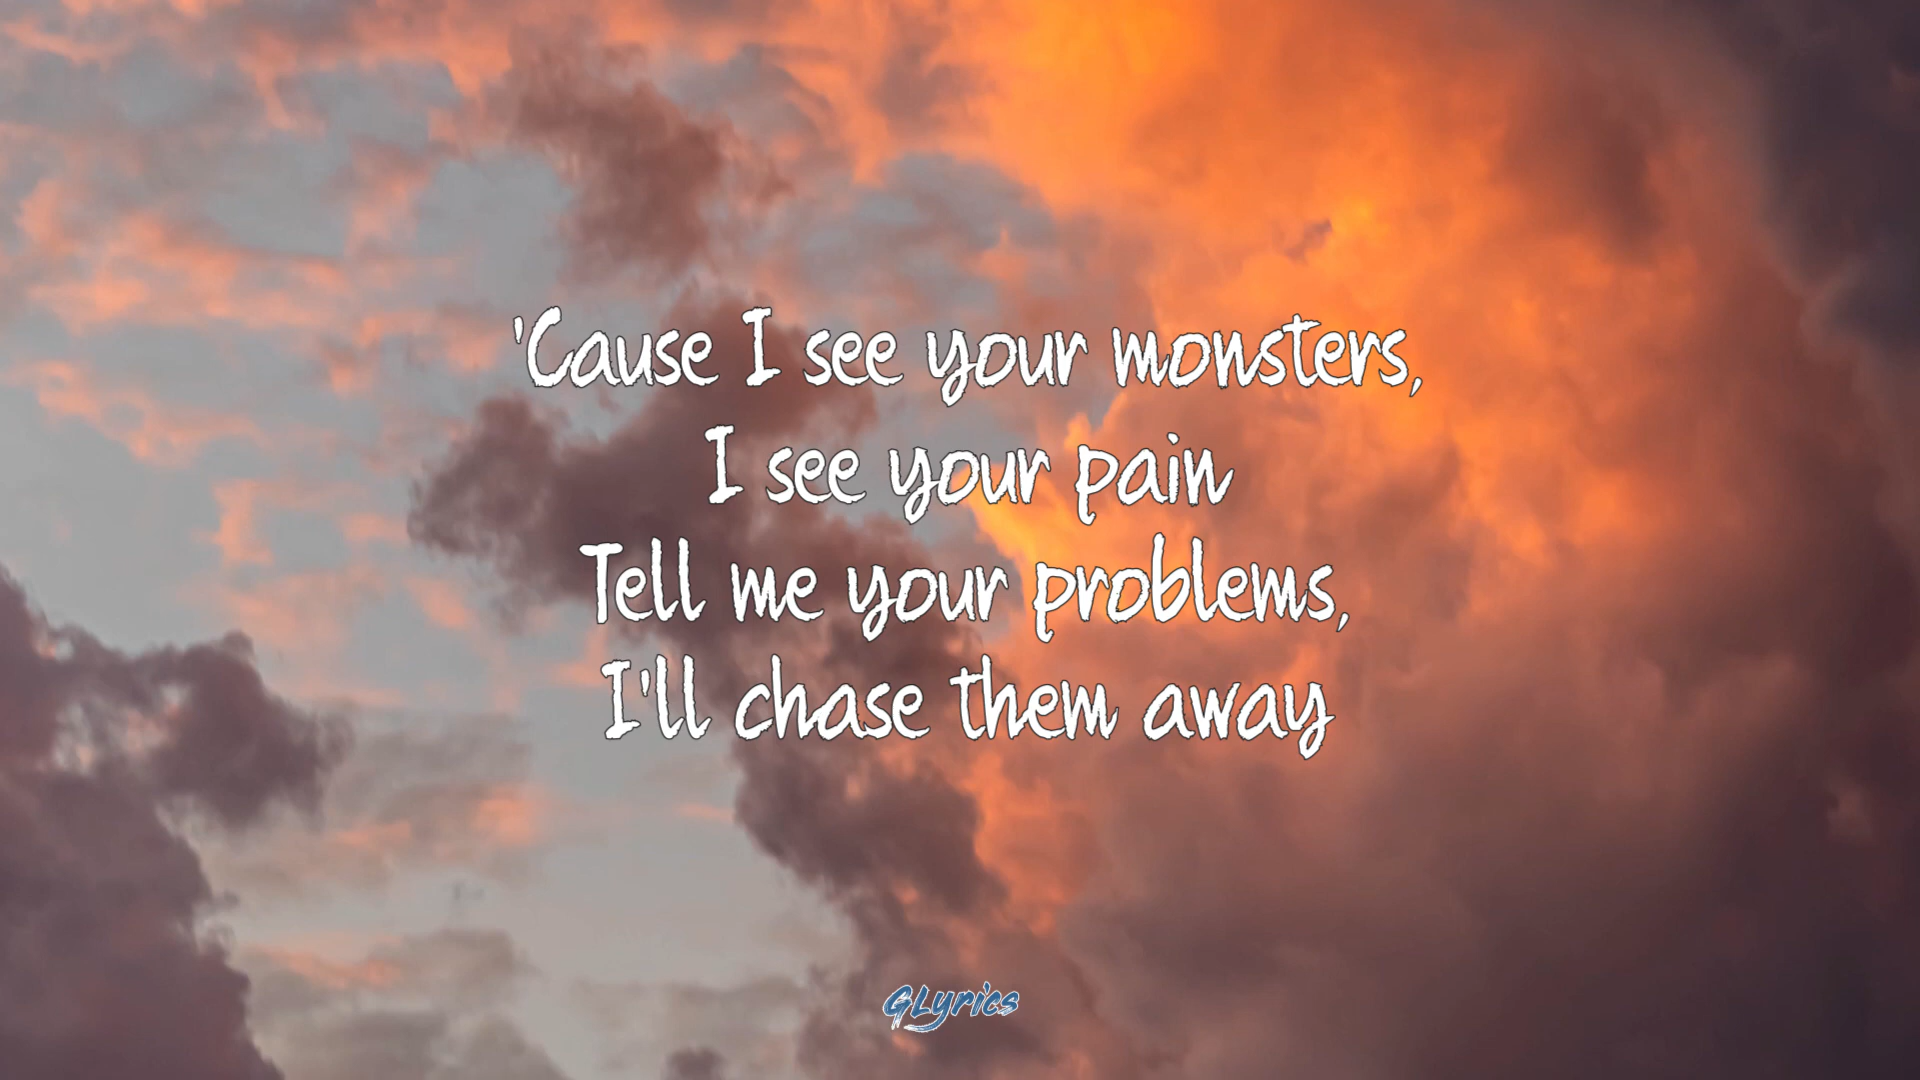 'Cause I see your monsters,
I see your pain
Tell me your problems,
I'll chase them away
GLyrics